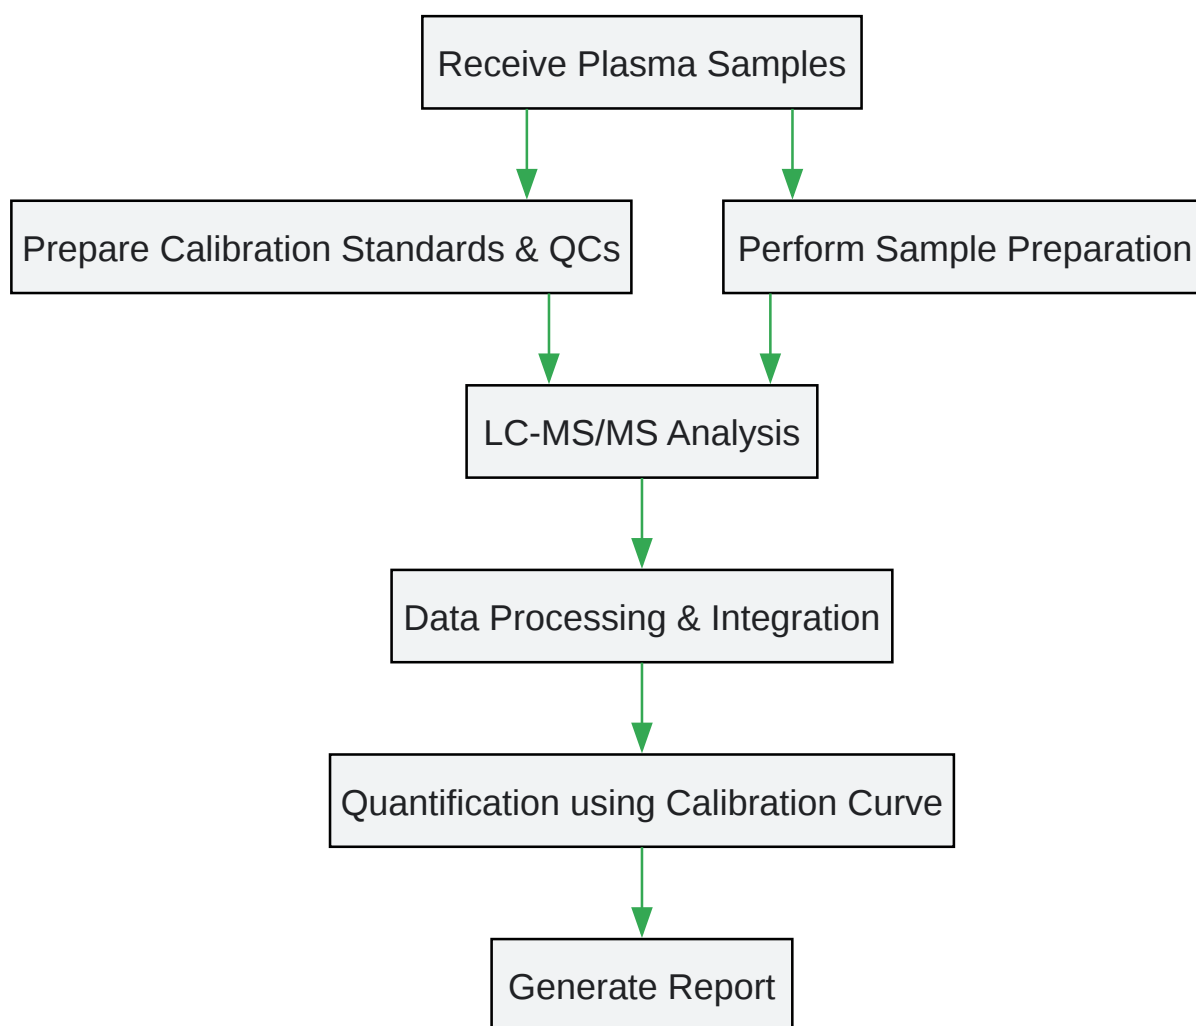 Receive Plasma Samples
Prepare Calibration Standards & QCs
Perform Sample Preparation
LC-MS/MS Analysis
Data Processing & Integration
Quantification using Calibration Curve
Generate Report